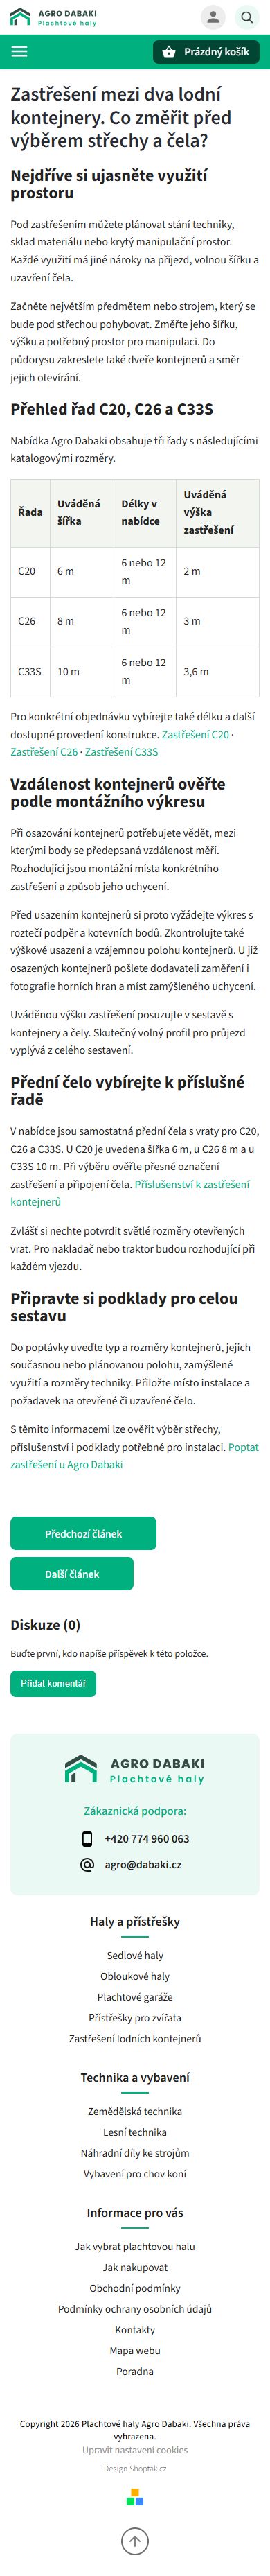 AGRO DABAKI
Plachtové haly
Prázdný košík
Zastřešení mezi dva lodní
kontejnery. Co změřit před
výběrem střechy a čela?
Nejdříve si ujasněte využití
prostoru
Pod zastřešením můžete plánovat stání techniky,
sklad materiálu nebo krytý manipulační prostor.
Každé využití má jiné nároky na příjezd, volnou šířku a
uzavření čela.
Začněte největším předmětem nebo strojem, který se
bude pod střechou pohybovat. Změřte jeho šířku,
výšku a potřebný prostor pro manipulaci. Do
půdorysu zakreslete také dveře kontejnerů a směr
jejich otevírání.
Přehled řad C20, C26 a C33S
Nabídka Agro Dabaki obsahuje tři řady s následujícími
katalogovými rozměry.
Řada
Uváděná
šířka
Délky v
nabídce
Uváděná
výška
zastřešení
C20
6 m
6 nebo 12
m
2 m
C26
8 m
6 nebo 12
m
3 m
C33S
10 m
6 nebo 12
m
3,6 m
Pro konkrétní objednávku vybírejte také délku a další
dostupné provedení konstrukce. Zastřešení C20 ·
Zastřešení C26 · Zastřešení C33S
Vzdálenost kontejnerů ověřte
podle montážního výkresu
Při osazování kontejnerů potřebujete vědět, mezi
kterými body se předepsaná vzdálenost měří.
Rozhodující jsou montážní místa konkrétního
zastřešení a způsob jeho uchycení.
Před usazením kontejnerů si proto vyžádejte výkres s
roztečí podpěr a kotevních bodů. Zkontrolujte také
výškové usazení a vzájemnou polohu kontejnerů. U již
osazených kontejnerů pošlete dodavateli zaměření i
fotografie horních hran a míst zamýšleného uchycení.
Uváděnou výšku zastřešení posuzujte v sestavě s
kontejnery a čely. Skutečný volný profil pro průjezd
vyplývá z celého sestavení.
Přední čelo vybírejte k příslušné
řadě
V nabídce jsou samostatná přední čela s vraty pro C20,
C26 a C33S. U C20 je uvedena šířka 6 m, u C26 8 m a u
C33S 10 m. Při výběru ověřte přesné označení
zastřešení a připojení čela. Příslušenství k zastřešení
kontejnerů
Zvlášť si nechte potvrdit světlé rozměry otevřených
vrat. Pro nakladač nebo traktor budou rozhodující při
každém vjezdu.
Připravte si podklady pro celou
sestavu
Do poptávky uveďte typ a rozměry kontejnerů, jejich
současnou nebo plánovanou polohu, zamýšlené
využití a rozměry techniky. Přiložte místo instalace a
požadavek na otevřené či uzavřené čelo.
S těmito informacemi lze ověřit výběr střechy,
příslušenství i podklady potřebné pro instalaci. Poptat
zastřešení u Agro Dabaki
Předchozí článek
Další článek
Diskuze (0)
Buďte první, kdo napíše příspěvek k této položce.
Přidat komentář
AGRO DABAKI
Plachtové haly
Zákaznická podpora:
+420 774 960 063
agro@dabaki.cz
Haly a přístřešky
Sedlové haly
Obloukové haly
Plachtové garáže
Přístřešky pro zvířata
Zastřešení lodních kontejnerů
Technika a vybavení
Zemědělská technika
Lesní technika
Náhradní díly ke strojům
Vybavení pro chov koní
Informace pro vás
Jak vybrat plachtovou halu
Jak nakupovat
Obchodní podmínky
Podmínky ochrany osobních údajů
Kontakty
Mapa webu
Poradna
Copyright 2026 Plachtové haly Agro Dabaki. Všechna práva
vyhrazena.
Upravit nastavení cookies
Design Shoptak.cz